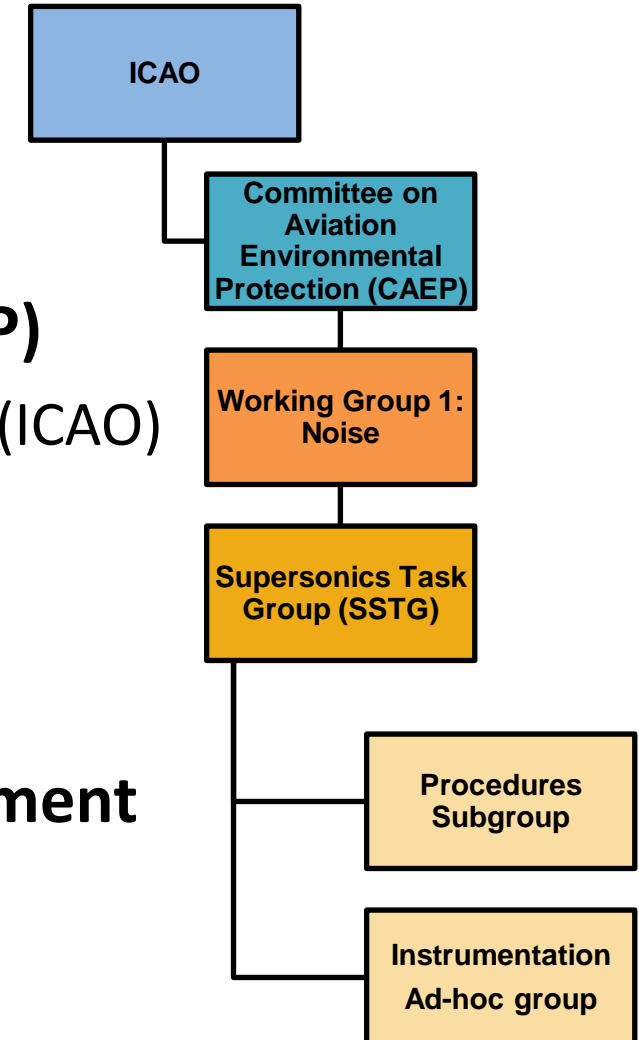 ICAO
Committee on
Aviation
Environmental
Protection (CAEP)
P)
(ICAO)
Working Group 1:
Noise
Supersonics Task
Group (SSTG)
ment
Procedures
Subgroup
Instrumentation
Ad-hoc group